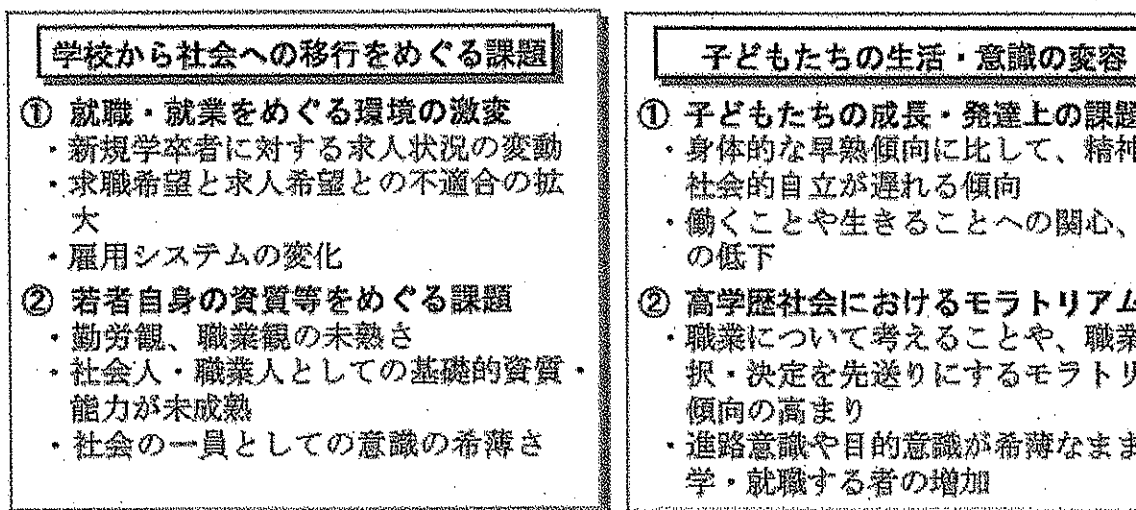 学校から社会への移行をめぐる課題
① 就職・就業をめぐる環境の激変
・新規学卒者に対する求人状況の変動
・求職希望と求人希望との不適合の拡
大
・雇用システムの変化
② 若者自身の資質等をめぐる課題
・勤労観、職業観の未熟さ
・社会人・職業人としての基礎的資質・
能力が未成熟
・社会の一員としての意識の希薄さ
子どもたちの生活・意識の変容
① 子どもたちの成長・発達上の課題
・身体的な早熟傾向に比して、精神
社会的自立が遅れる傾向
・働くことや生きることへの関心、
の低下
② 高学歴社会におけるモラトリアム
・職業について考えることや、職業
択・決定を先送りにするモラトリ
傾向の高まり
・進路意識や目的意識が希薄なまま
学・就職する者の増加